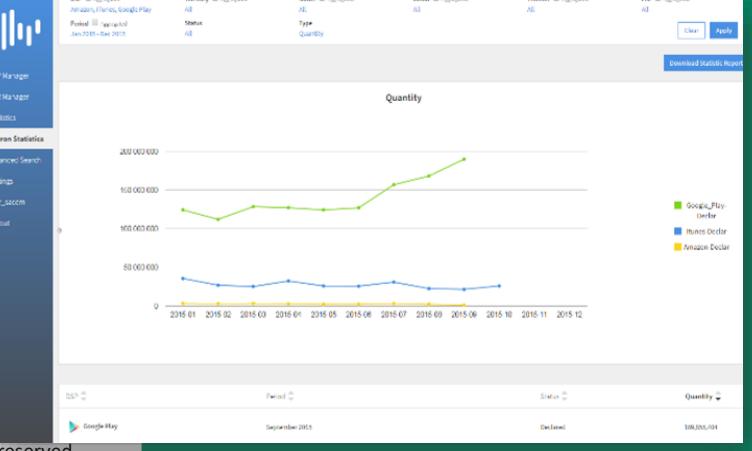 Amazon, iTunes, Google Play All All All All All
Period Aggregated Status Type
Jan 2015 - Dec 2015 All Quantity
Clear Apply
Download Statistic Report
Manager
Manager
istics
ron Statistics
anced Search
ings
out
Quantity
200 000 000
150 000 000
100 000 000
50 000 000
0
2015-01 2015-02 2015-03 2015-04 2015-05 2015-06 2015-07 2015-08 2015-09 2015-10 2015-11 2015-12
Google_Play-
Declar
iTunes-Declar
Amazon-Declar
DSP Period Status Quantity
Google Play September 2015 Declared
reserved